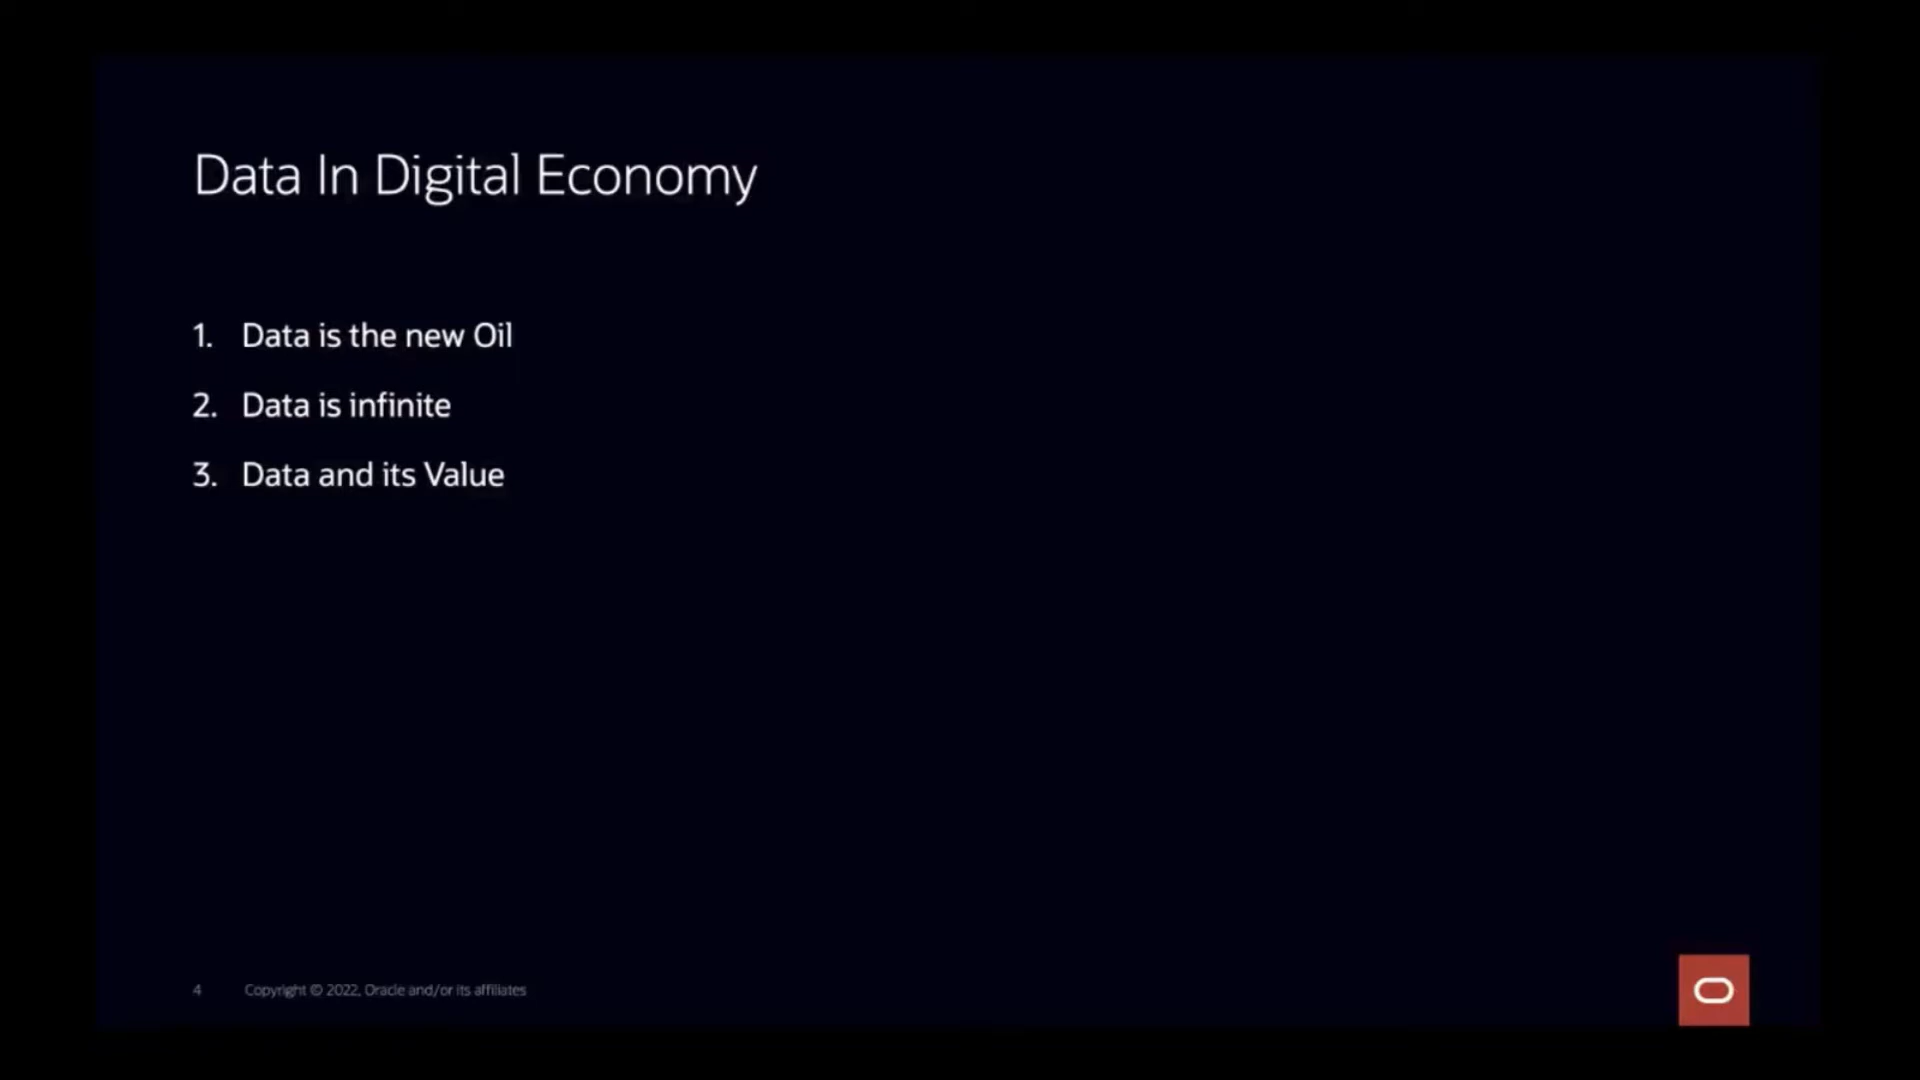 Data In Digital Economy
1. Data is the new Oil
2. Data is infinite
3. Data and its Value
4 Copyright © 2022, Oracle and/or its affiliates